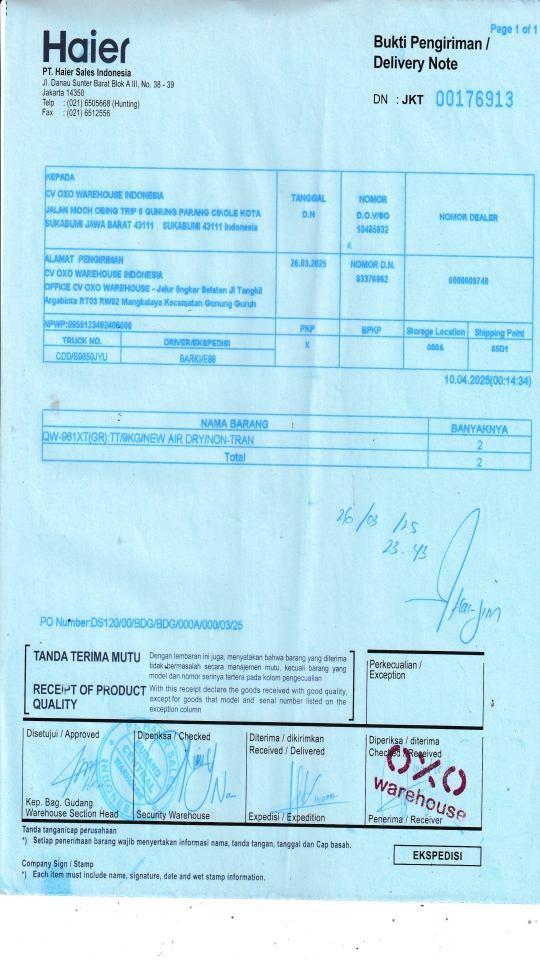 Page 1 of 1
Haier
PT. Haier Sales Indonesia
Jl. Danau Sunter Barat Blok A III, No. 38 - 39
Jakarta 14350
Telp : (021) 6505668 (Hunting)
Fax : (021) 6512556
Bukti Pengiriman /
Delivery Note
DN : JKT 00176913
KEPADA
CV OXO WAREHOUSE INDONESIA
JALAN MOCH OBING TRIP 6 GUNUNG PARANG CIKOLE KOTA
SUKABUMI JAWA BARAT 43111 SUKABUMI 43111 Indonesia
TANGGAL
D.N
NOMOR
D.O.V/SO
10485832
NOMOR DEALER
ALAMAT PENGIRIMAN
CV OXO WAREHOUSE INDONESIA
OFFICE CV OXO WAREHOUSE - Jalur lingkar Selatan Jl Tangkil
Argabinta RT03 RW02 Mangkalaya Kecamatan Gunung Guruh
26.03.2025
NOMOR D.N.
83376962
NPWP:
PKP
BPKP
Storage Location
Shipping Point
TRUCK NO.
DRIVER/EKSPEDISI
X
000A
65D1
CDD/B9650JYU
BARKI/E88
10.04.2025(00:14:34)
NAMA BARANG
BANYAKNYA
QW-961XT(GR):TT/9KG/NEW AIR DRY/NON-TRAN
2
Total
2
26/03/25
23.43
PO Number:DS120/00/BDG/BDG/000A/000/03/25
TANDA TERIMA MUTU
Dengan lembaran ini juga, menyatakan bahwa barang yang diterima
tidak bermasalah secara manajemen mutu, kecuali barang yang
model dan nomor serinya tertera pada kolom pengecualian
RECEIPT OF PRODUCT
QUALITY
With this receipt declare the goods received with good quality,
except for goods that model and serial number listed on the
exception column
Perkecualian /
Exception
Disetujui / Approved
Diperiksa / Checked
Diterima / dikirimkan
Received / Delivered
Diperiksa / diterima
Checked / Received
OXO
warehouse
Kep. Bag. Gudang
Warehouse Section Head
Security Warehouse
Expedisi / Expedition
Penerima / Receiver
Tanda tangan/cap perusahaan
*) Setiap penerimaan barang wajib menyertakan informasi nama, tanda tangan, tanggal dan Cap basah.
EKSPEDISI
Company Sign / Stamp
*) Each item must include name, signature, date and wet stamp information.